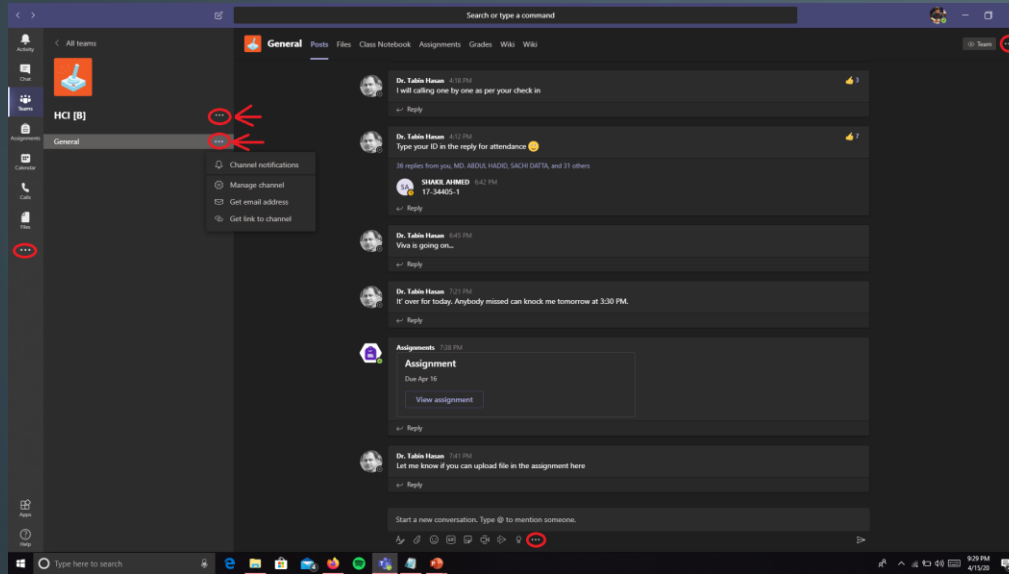 Search or type a command
Activity
Chat
Teams
Assignments
Calendar
Calls
Files
Apps
Help
All teams
HCI [B]
General
Channel notifications
Manage channel
Get email address
Get link to channel
General Posts Files Class Notebook Assignments Grades Wiki Wiki
Team
Dr. Tabin Hasan 4:18 PM
3
I will calling one by one as per your check in
Reply
Dr. Tabin Hasan 4:12 PM
7
Type your ID in the reply for attendance
36 replies from you, MD. ABDUL HADID, SACHI DATTA, and 31 others
SA
SHAKIL AHMED 6:42 PM
17-34405-1
Reply
Dr. Tabin Hasan 6:45 PM
Viva is going on...
Reply
Dr. Tabin Hasan 7:21 PM
It' over for today. Anybody missed can knock me tomorrow at 3:30 PM.
Reply
Assignments 7:38 PM
Assignment
Due Apr 16
View assignment
Reply
Dr. Tabin Hasan 7:41 PM
Let me know if you can upload file in the assignment here
Reply
Start a new conversation. Type @ to mention someone.
Type here to search
9:29 PM
4/15/20